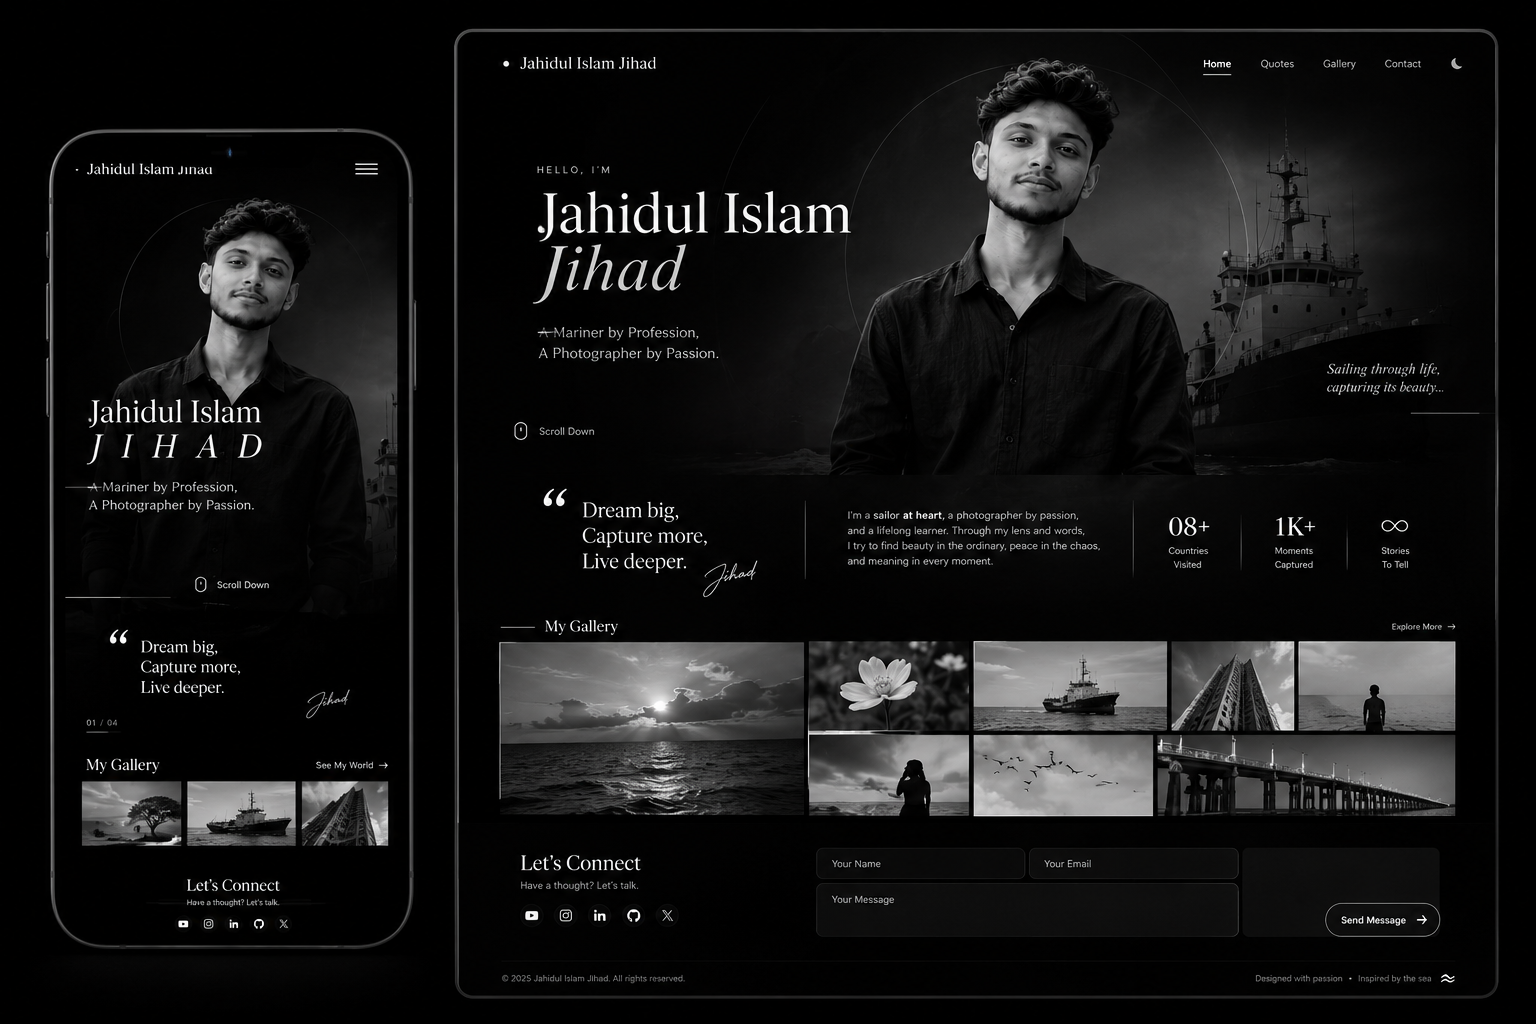 Jahidul Islam Jihad
Jahidul Islam
JIHAD
A Mariner by Profession,
A Photographer by Passion.
Scroll Down
“
Dream big,
Capture more,
Live deeper.
Jihad
01 / 04
My Gallery
See My World →
Let's Connect
Have a thought? Let's talk.
in
X
Jahidul Islam Jihad
Home
Quotes
Gallery
Contact
HELLO, I'M
Jahidul Islam
Jihad
A Mariner by Profession,
A Photographer by Passion.
Sailing through life,
capturing its beauty...
Scroll Down
“
Dream big,
Capture more,
Live deeper.
Jihad
I'm a sailor at heart, a photographer by passion,
and a lifelong learner. Through my lens and words,
I try to find beauty in the ordinary, peace in the chaos,
and meaning in every moment.
08+
Countries
Visited
1K+
Moments
Captured
∞
Stories
To Tell
My Gallery
Explore More →
Let's Connect
Have a thought? Let's talk.
in
X
Your Name
Your Email
Your Message
Send Message →
© 2025 Jahidul Islam Jihad. All rights reserved.
Designed with passion • Inspired by the sea